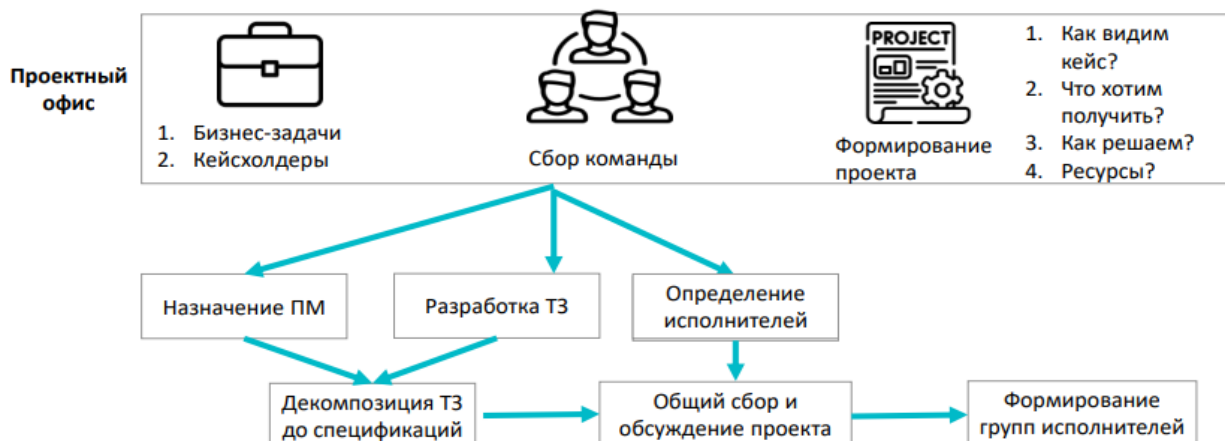 Проектный
офис
1. Бизнес-задачи
2. Кейсхолдеры
Сбор команды
PROJECT
Формирование
проекта
1. Как видим
кейс?
2. Что хотим
получить?
3. Как решаем?
4. Ресурсы?
Назначение ПМ
Разработка ТЗ
Определение
исполнителей
Декомпозиция ТЗ
до спецификаций
Общий сбор и
обсуждение проекта
Формирование
групп исполнителей